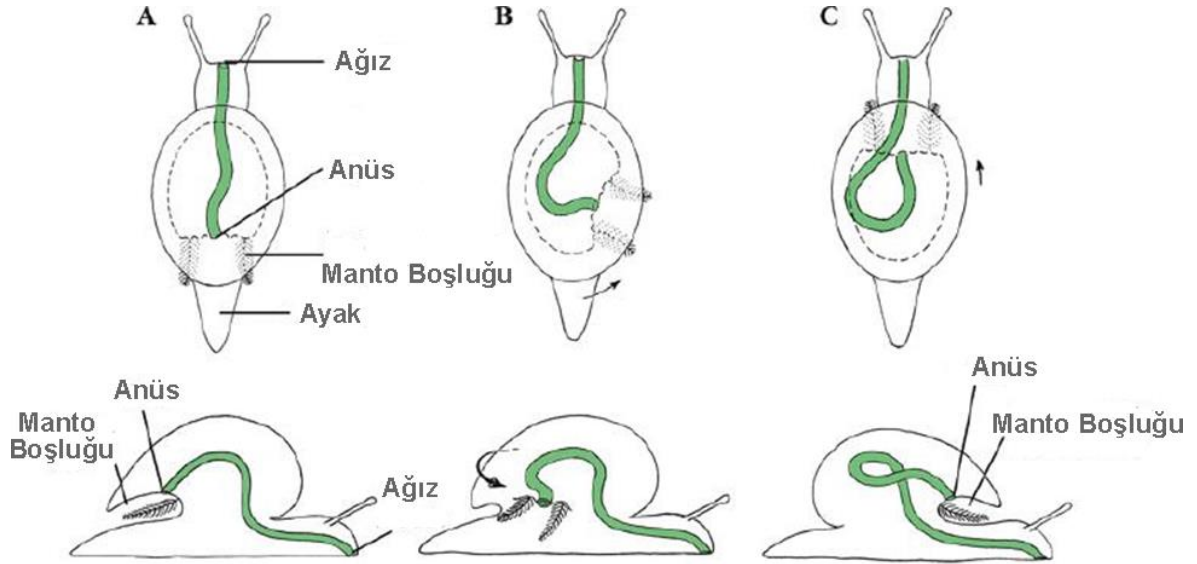 A
B
C
Ağız
Anüs
Manto Boşluğu
Ayak
Anüs
Manto
Boşluğu
Ağız
Anüs
Manto Boşluğu